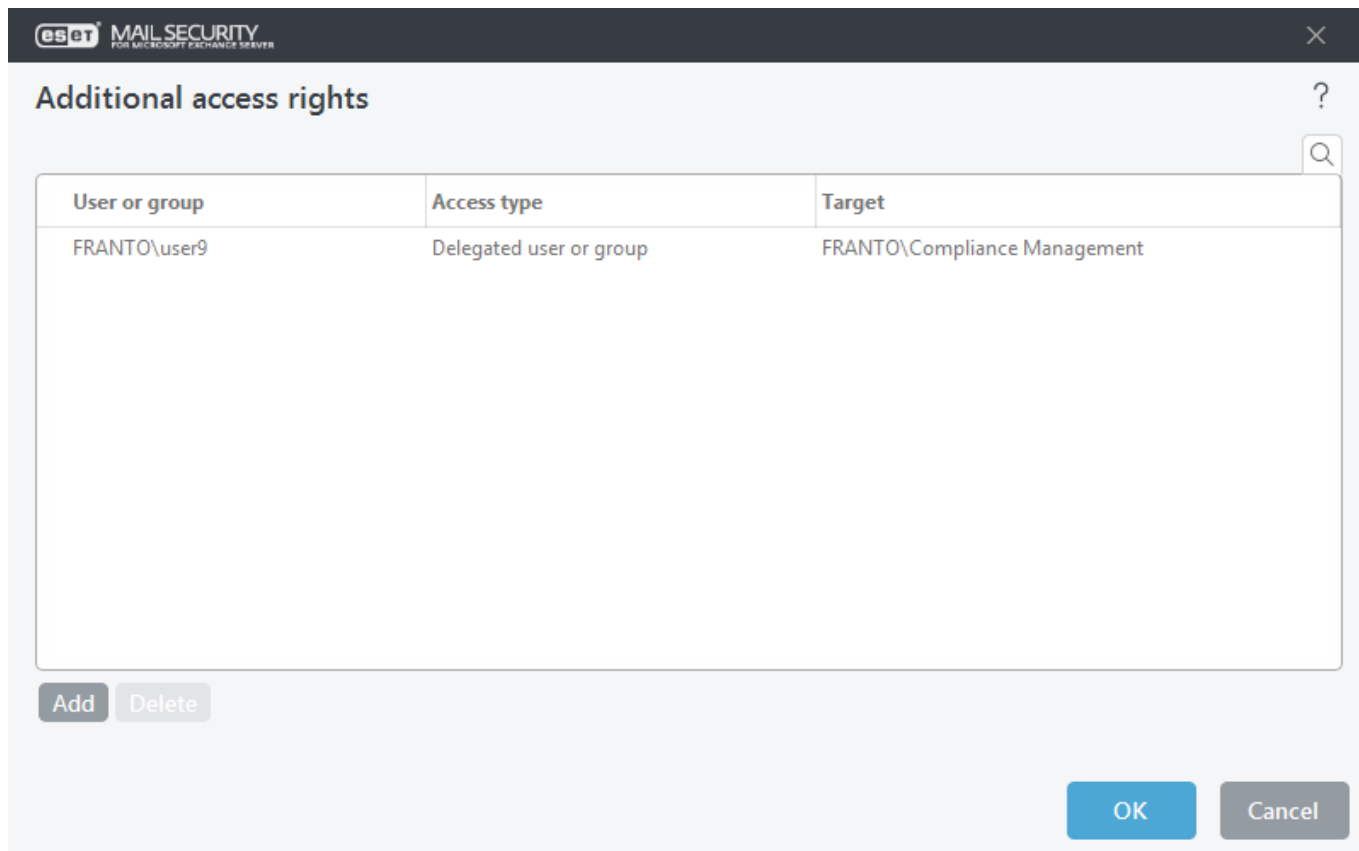 eset MAIL SECURITY
FOR MICROSOFT EXCHANGE SERVER
Additional access rights
?
User or group Access type Target
FRANTO\user9 Delegated user or group FRANTO\Compliance Management
Add Delete
OK Cancel